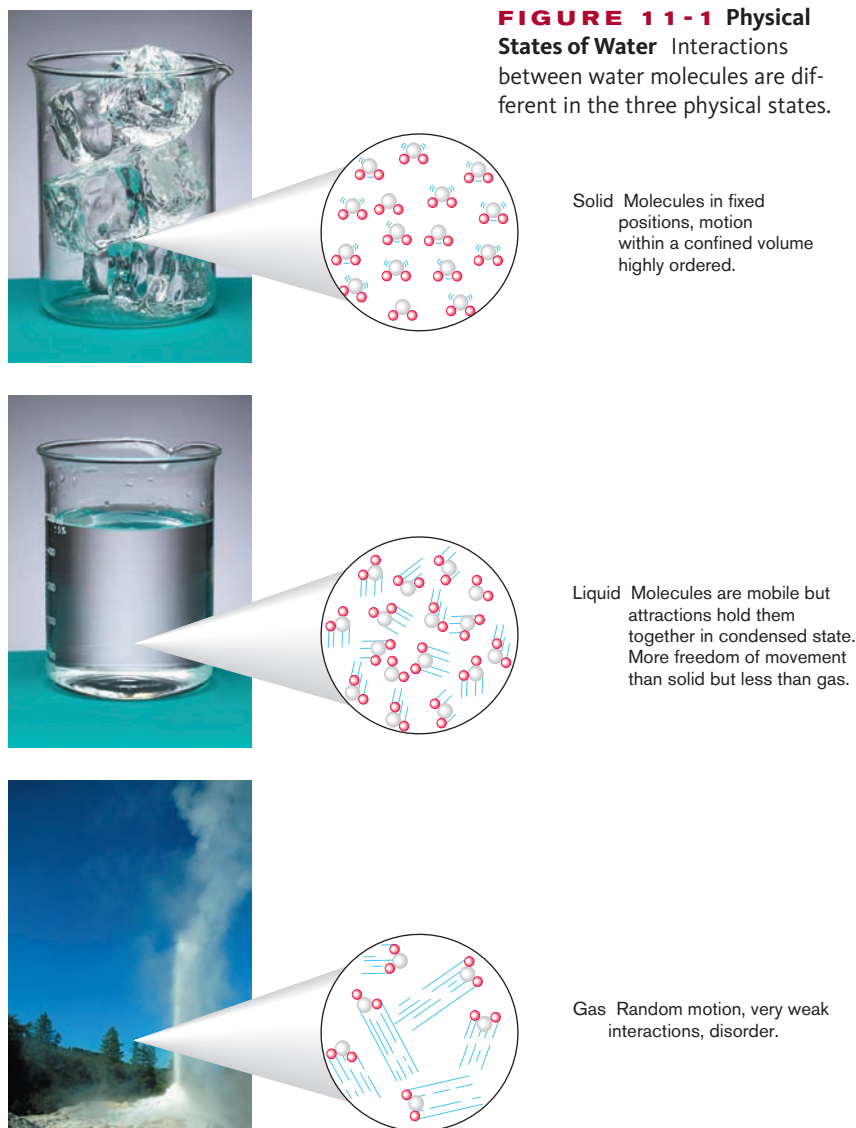 FIGURE 11-1 Physical
States of Water Interactions
between water molecules are dif-
ferent in the three physical states.
Solid Molecules in fixed
positions, motion
within a confined volume
highly ordered.
Liquid Molecules are mobile but
attractions hold them
together in condensed state.
More freedom of movement
than solid but less than gas.
Gas Random motion, very weak
interactions, disorder.